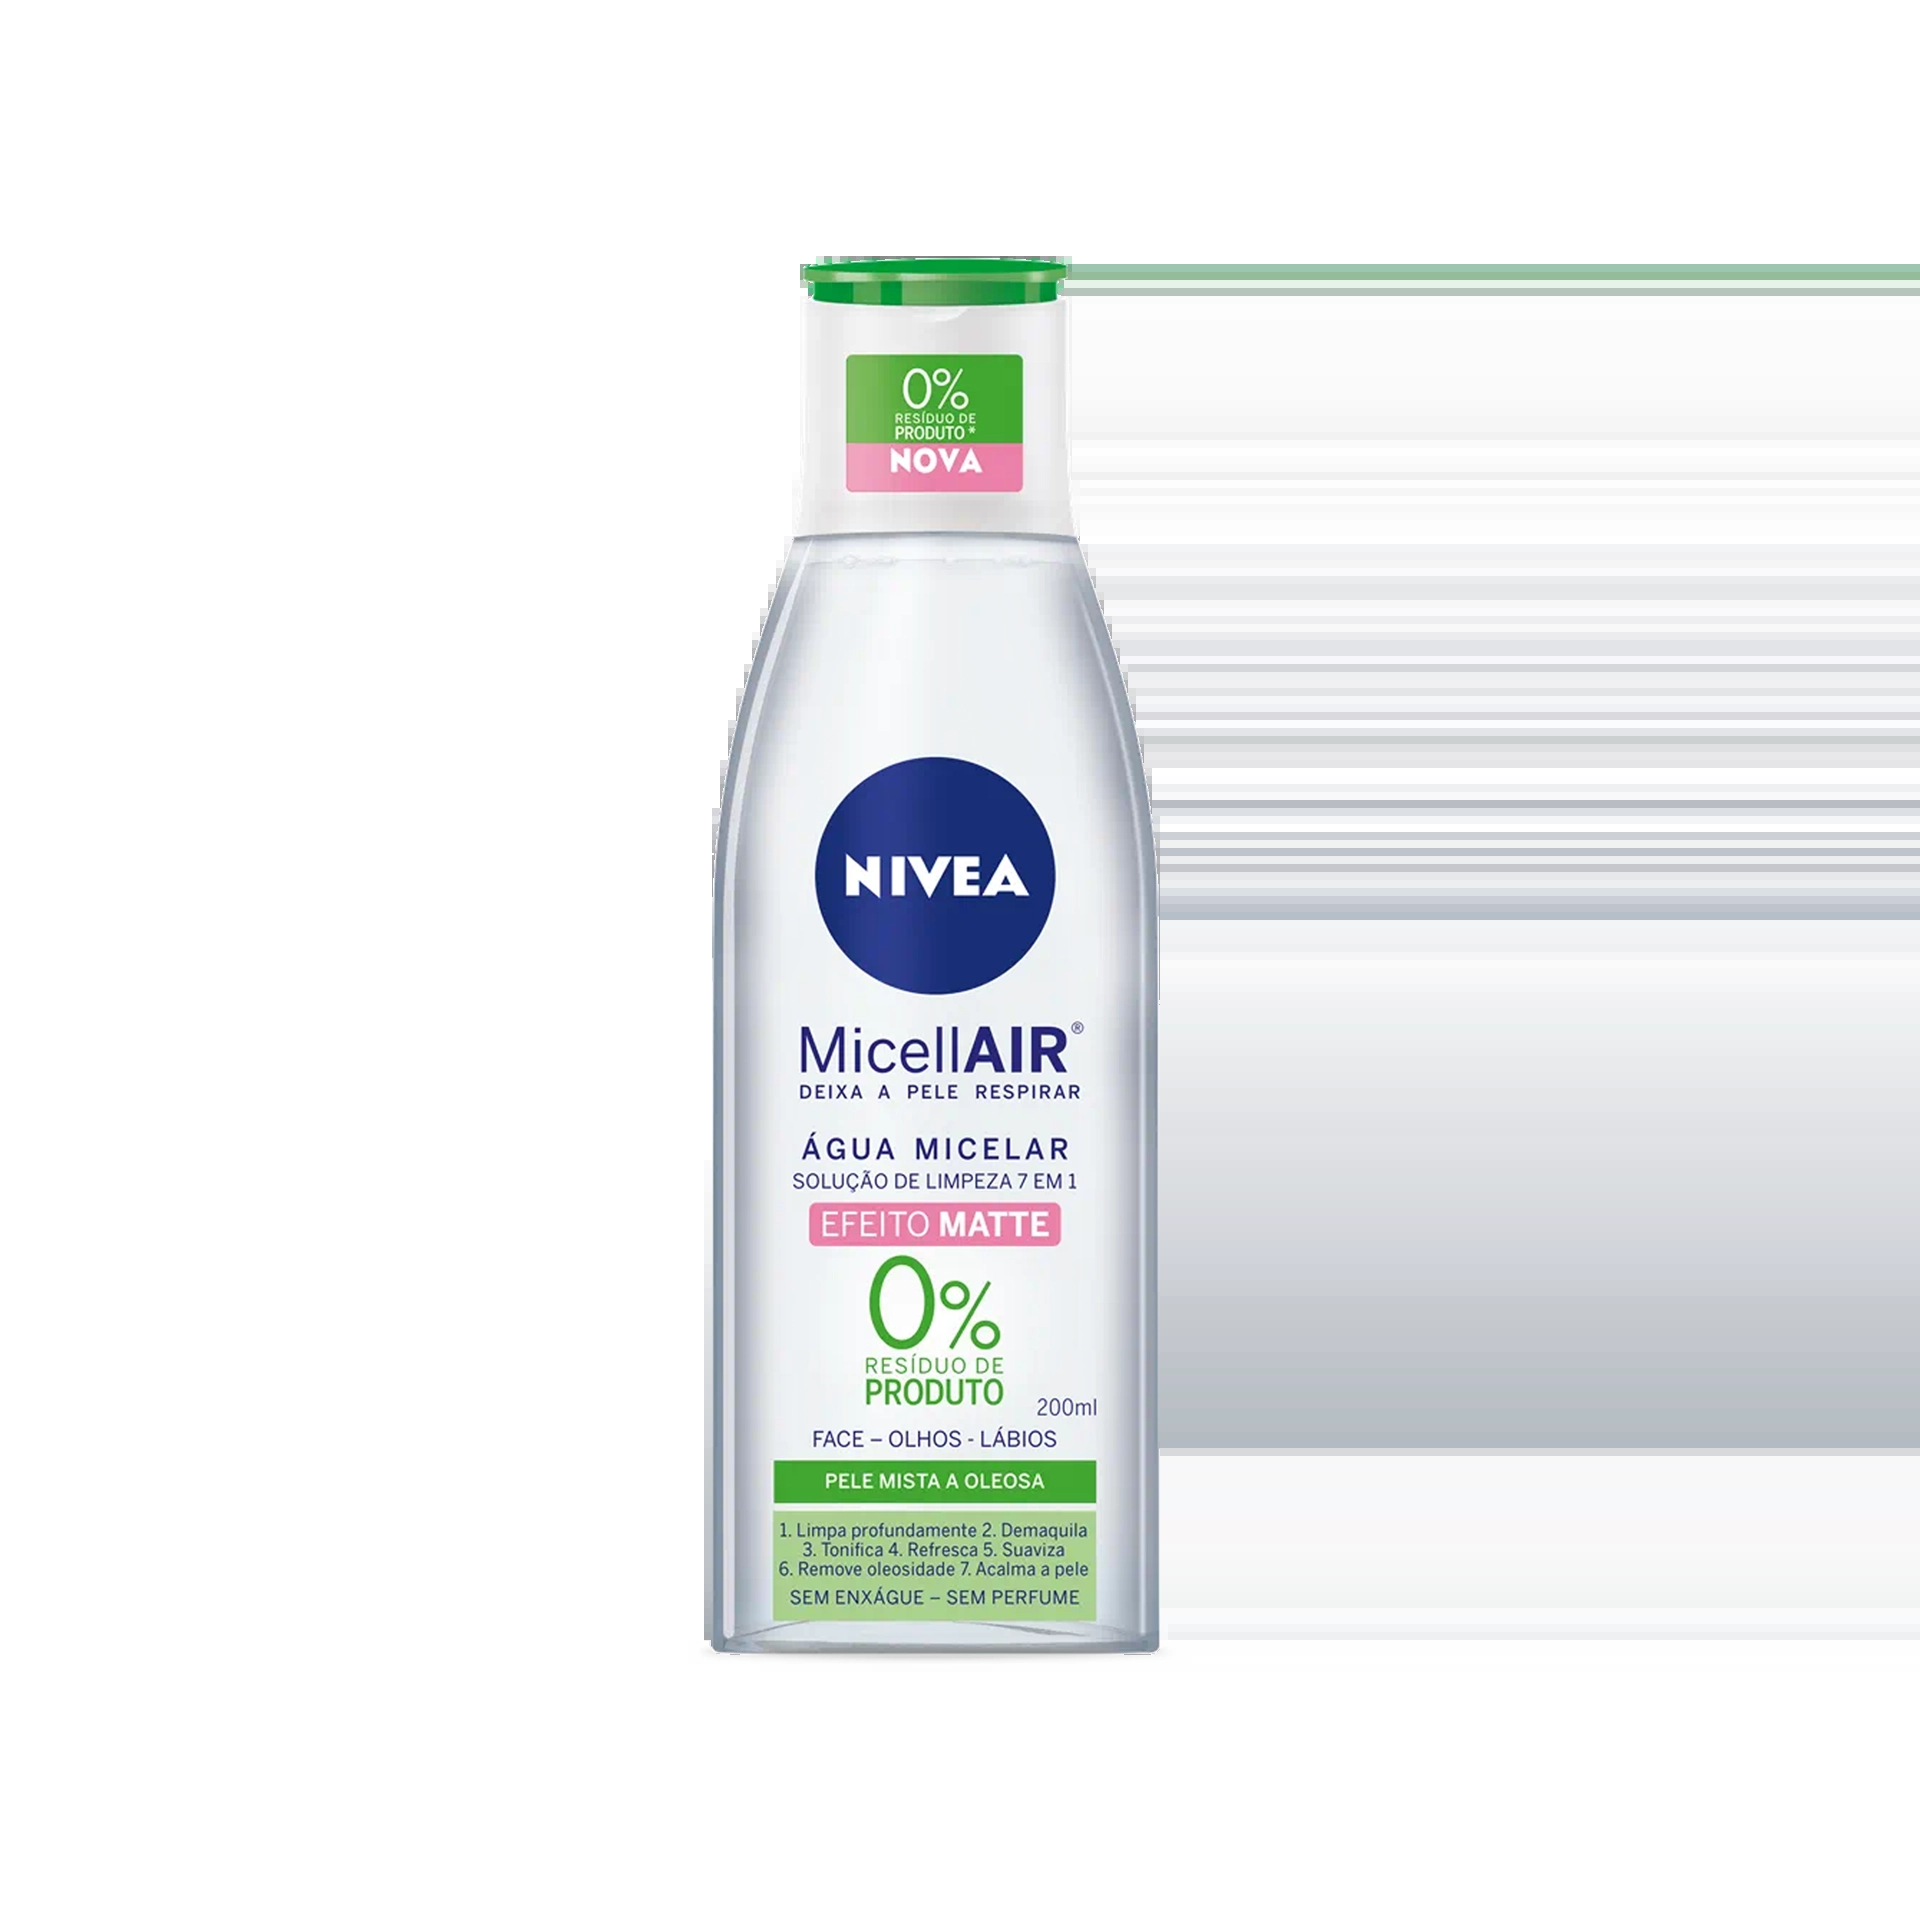 0%
RESÍDUO DE
PRODUTO*
NOVA
NIVEA
MicellAIR®
DEIXA A PELE RESPIRAR
ÁGUA MICELAR
SOLUÇÃO DE LIMPEZA 7 EM 1
EFEITO MATTE
0%
RESÍDUO DE
PRODUTO
200ml
FACE – OLHOS - LÁBIOS
PELE MISTA A OLEOSA
1. Limpa profundamente 2. Demaquila
3. Tonifica 4. Refresca 5. Suaviza
6. Remove oleosidade 7. Acalma a pele
SEM ENXÁGUE – SEM PERFUME